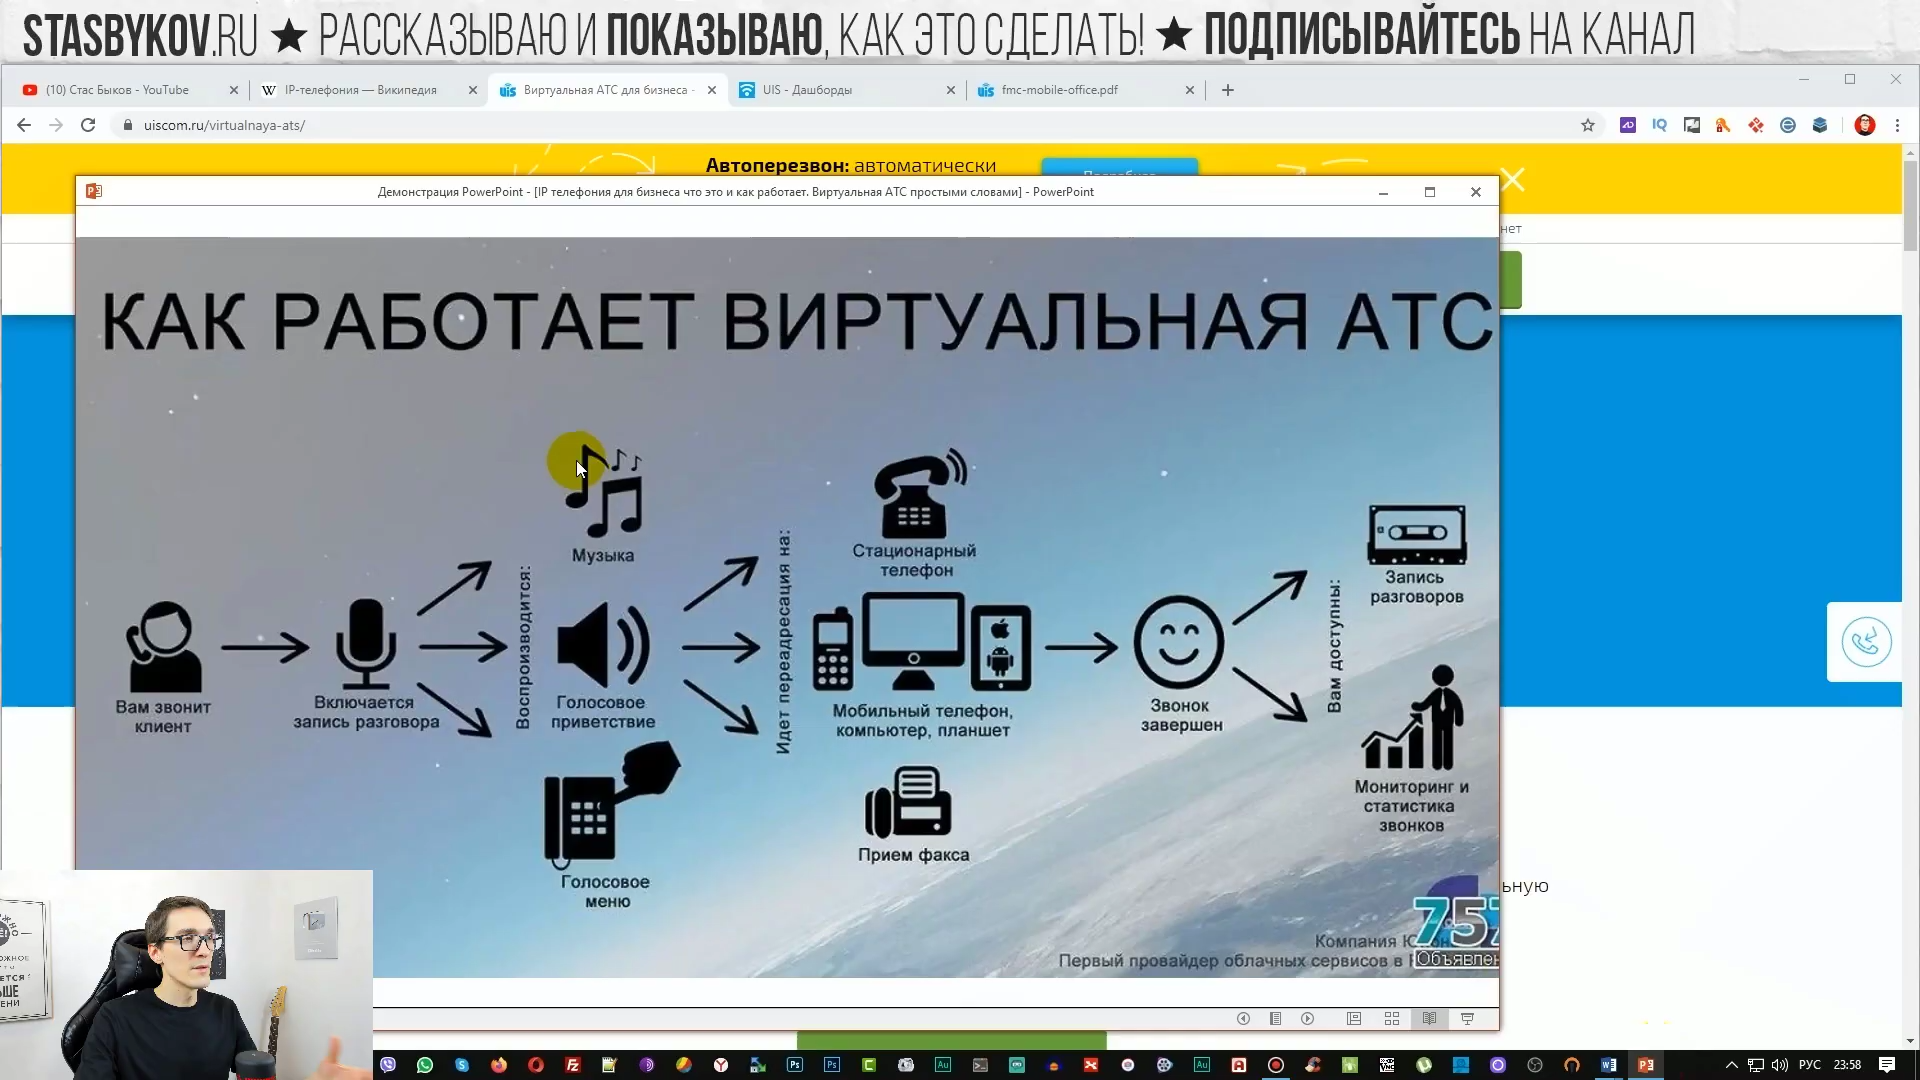 STASBYKOV.RU ★ РАССКАЗЫВАЮ И ПОКАЗЫВАЮ, КАК ЭТО СДЕЛАТЬ! ★ ПОДПИСЫВАЙТЕСЬ НА КАНАЛ
(10) Стас Быков - YouTube
IP-телефония — Википедия
Виртуальная АТС для бизнеса -
UIS - Дашборды
fmc-mobile-office.pdf
uiscom.ru/virtualnaya-ats/
Автоперезвон: автоматически
Демонстрация PowerPoint - [IP телефония для бизнеса что это и как работает. Виртуальная АТС простыми словами] - PowerPoint
нет
КАК РАБОТАЕТ ВИРТУАЛЬНАЯ АТС
Вам звонит
клиент
Включается
запись разговора
Воспроизводится:
Музыка
Голосовое
приветствие
Голосовое
меню
Идет переадресация на:
Стационарный
телефон
Мобильный телефон,
компьютер, планшет
Прием факса
Звонок
завершен
Вам доступны:
Запись
разговоров
Мониторинг и
статистика
звонков
ьную
757
Объявлен
Компания
Первый провайдер облачных сервисов в
РУС
23:58